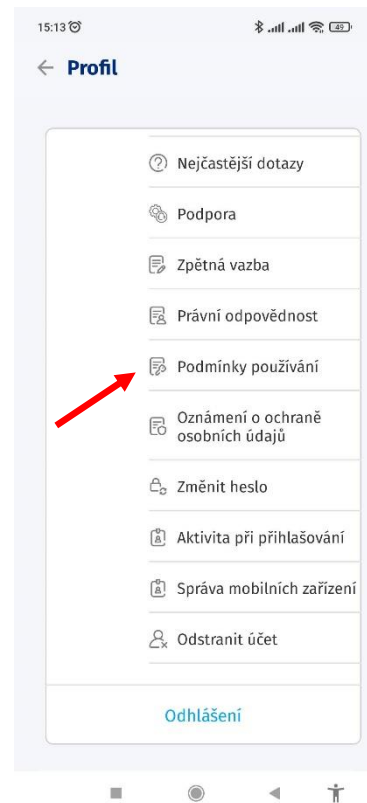 15:13
49
Profil
Nejčastější dotazy
Podpora
Zpětná vazba
Právní odpovědnost
Podmínky používání
Oznámení o ochraně
osobních údajů
Změnit heslo
Aktivita při přihlašování
Správa mobilních zařízení
Odstranit účet
Odhlášení